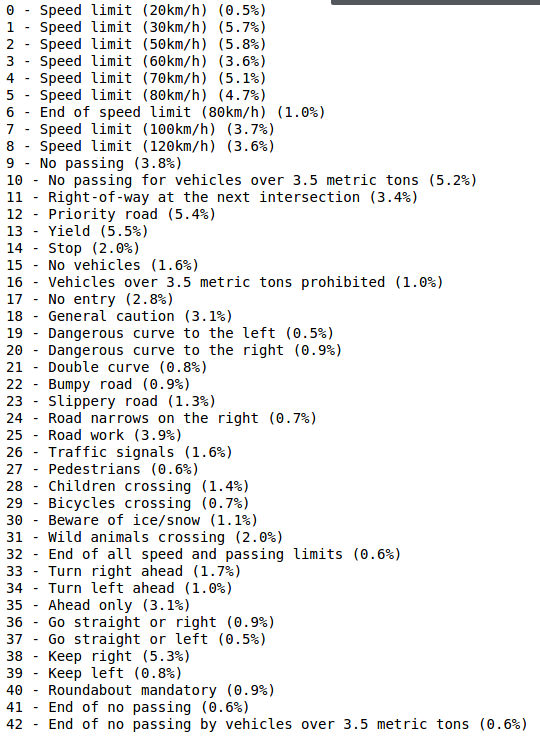 0 - Speed limit (20km/h) (0.5%)
1 - Speed limit (30km/h) (5.7%)
2 - Speed limit (50km/h) (5.8%)
3 - Speed limit (60km/h) (3.6%)
4 - Speed limit (70km/h) (5.1%)
5 - Speed limit (80km/h) (4.7%)
6 - End of speed limit (80km/h) (1.0%)
7 - Speed limit (100km/h) (3.7%)
8 - Speed limit (120km/h) (3.6%)
9 - No passing (3.8%)
10 - No passing for vehicles over 3.5 metric tons (5.2%)
11 - Right-of-way at the next intersection (3.4%)
12 - Priority road (5.4%)
13 - Yield (5.5%)
14 - Stop (2.0%)
15 - No vehicles (1.6%)
16 - Vehicles over 3.5 metric tons prohibited (1.0%)
17 - No entry (2.8%)
18 - General caution (3.1%)
19 - Dangerous curve to the left (0.5%)
20 - Dangerous curve to the right (0.9%)
21 - Double curve (0.8%)
22 - Bumpy road (0.9%)
23 - Slippery road (1.3%)
24 - Road narrows on the right (0.7%)
25 - Road work (3.9%)
26 - Traffic signals (1.6%)
27 - Pedestrians (0.6%)
28 - Children crossing (1.4%)
29 - Bicycles crossing (0.7%)
30 - Beware of ice/snow (1.1%)
31 - Wild animals crossing (2.0%)
32 - End of all speed and passing limits (0.6%)
33 - Turn right ahead (1.7%)
34 - Turn left ahead (1.0%)
35 - Ahead only (3.1%)
36 - Go straight or right (0.9%)
37 - Go straight or left (0.5%)
38 - Keep right (5.3%)
39 - Keep left (0.8%)
40 - Roundabout mandatory (0.9%)
41 - End of no passing (0.6%)
42 - End of no passing by vehicles over 3.5 metric tons (0.6%)